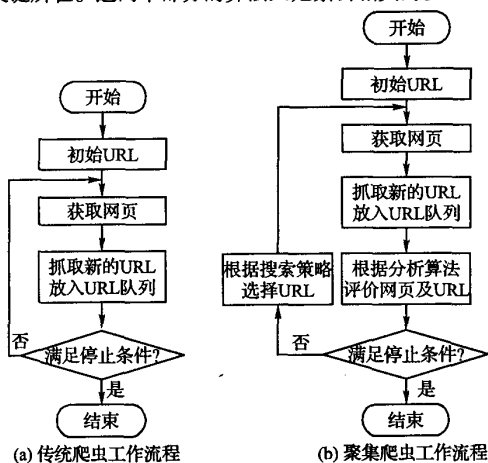 开始
初始URL
获取网页
抓取新的URL
放入URL队列
否
满足停止条件?
是
结束
(a) 传统爬虫工作流程
开始
初始URL
获取网页
抓取新的URL
放入URL队列
根据搜索策略
选择URL
根据分析算法
评价网页及URL
否
满足停止条件?
是
结束
(b) 聚集爬虫工作流程